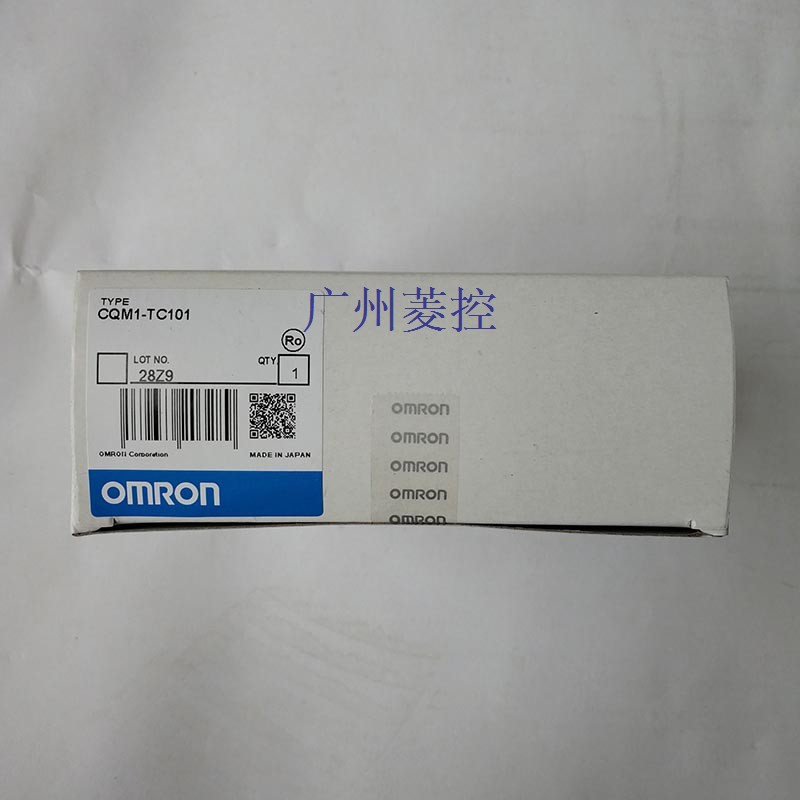 广州菱控
TYPE
CQM1-TC101
Ro
LOT NO.
QTY.
28Z9
1
OMRON Corporation
MADE IN JAPAN
OMRON
OMRON
OMRON
OMRON
OMRON
OMRON